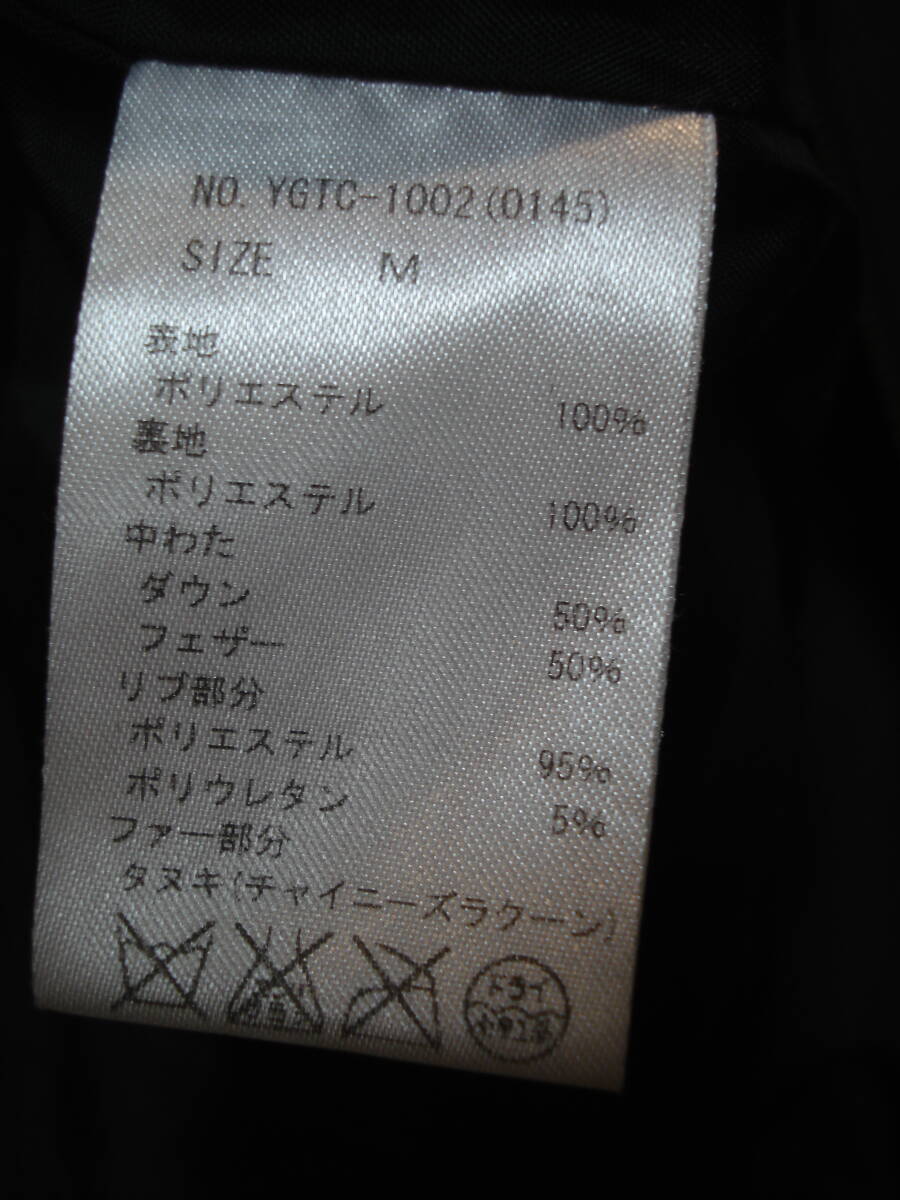 NO. YGTC-1002(0145)
SIZE M
表地
ポリエステル 100%
裏地
ポリエステル 100%
中わた
ダウン 50%
フェザー 50%
リブ部分
ポリエステル 95%
ポリウレタン 5%
ファー部分
タヌキ(チャイニーズラクーン)
ドライ